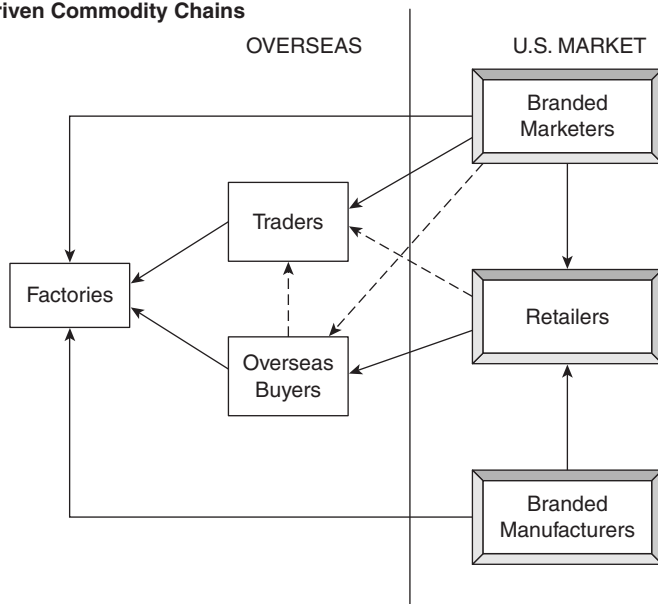 riven Commodity Chains
OVERSEAS
U.S. MARKET
Branded
Marketers
Traders
Factories
Retailers
Overseas
Buyers
Branded
Manufacturers